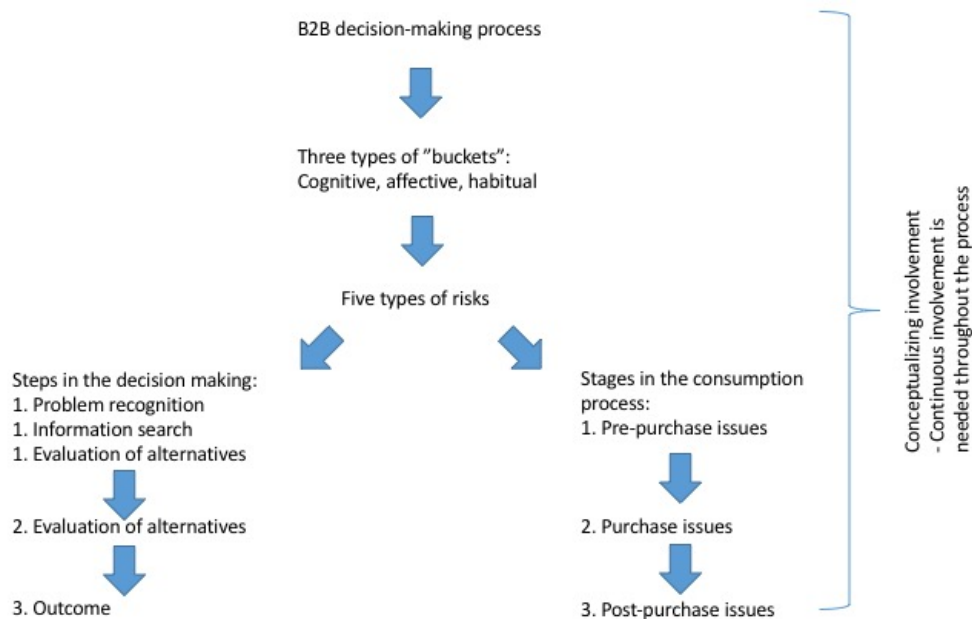 B2B decision-making process
Three types of ”buckets”:
Cognitive, affective, habitual
Five types of risks
Steps in the decision making:
1. Problem recognition
1. Information search
1. Evaluation of alternatives
2. Evaluation of alternatives
3. Outcome
Stages in the consumption
process:
1. Pre-purchase issues
2. Purchase issues
3. Post-purchase issues
Conceptualizing involvement
- Continuous involvement is
needed throughout the process